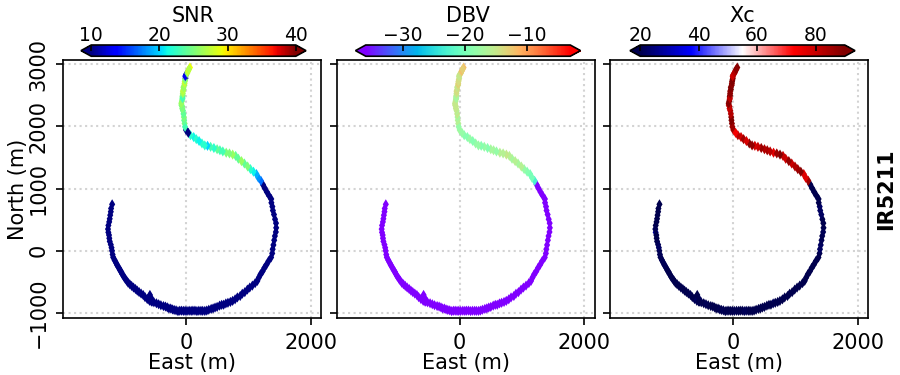 SNR
DBV
Xc
10 20 30 40
−30 −20 −10
20 40 60 80
North (m)
3000
2000
1000
0
−1000
0 2000
0 2000
0 2000
East (m)
East (m)
East (m)
IR5211